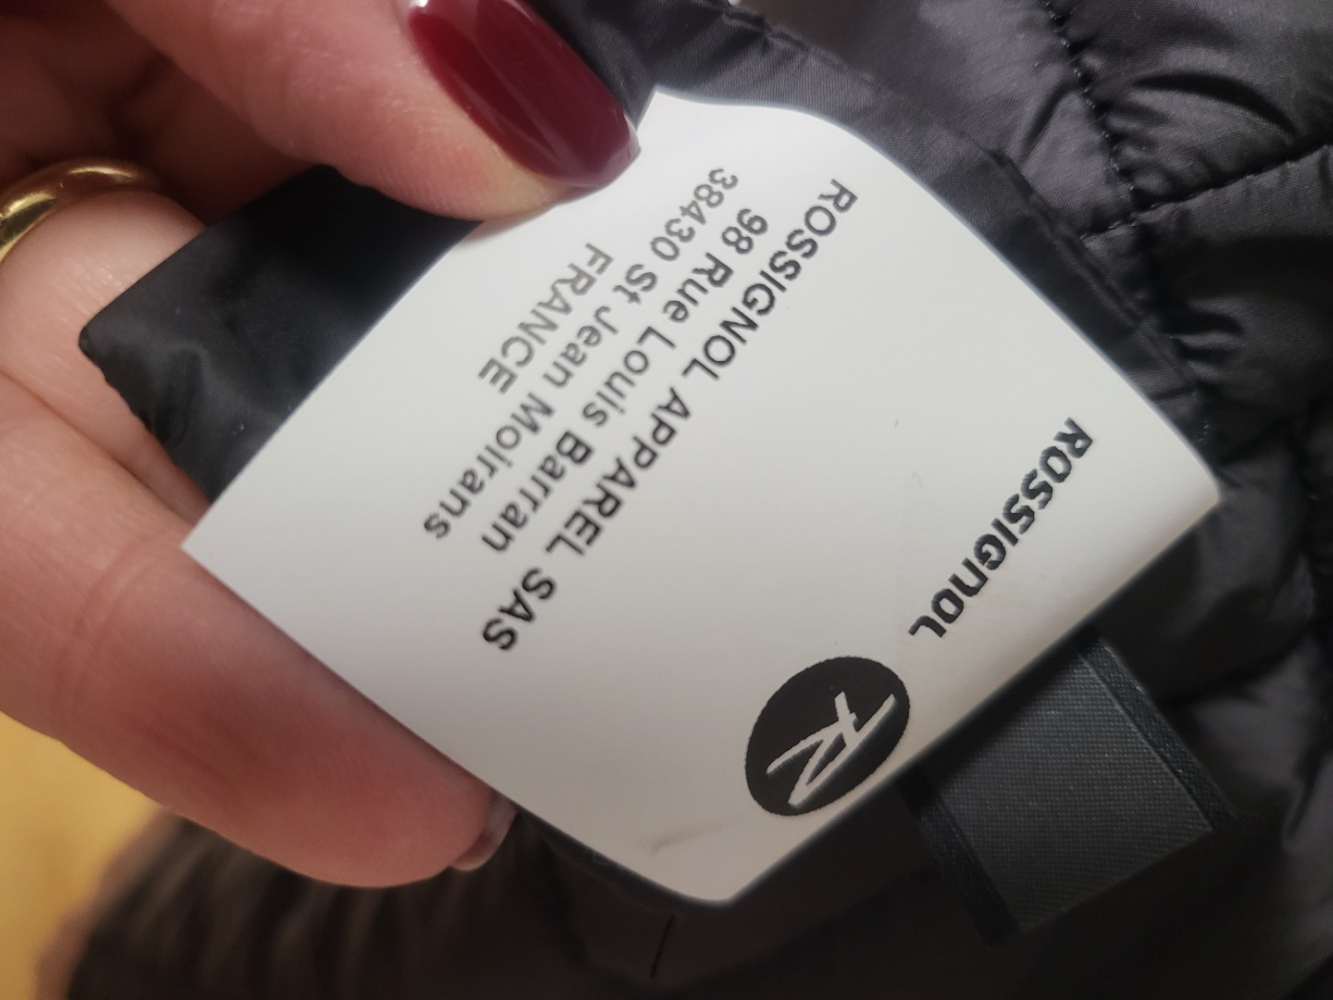 ROSSIGNOL
ROSSIGNOL APPAREL SAS
98 Rue Louis Barran
38430 St Jean Moirans
FRANCE